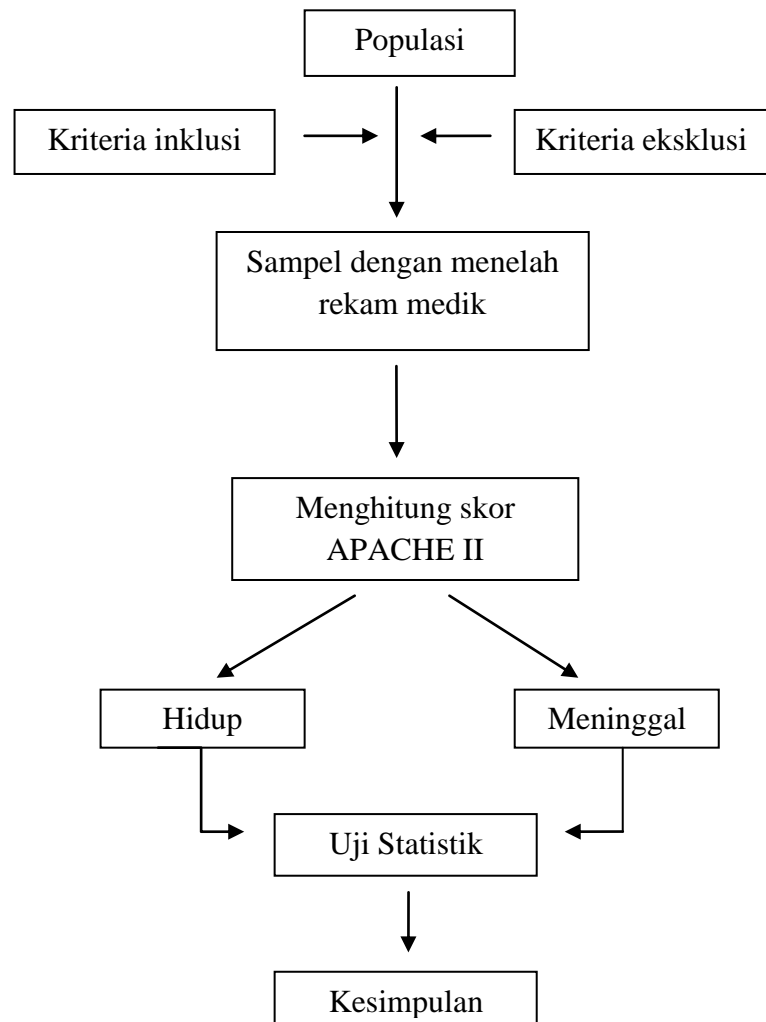 Populasi
Kriteria inklusi
Kriteria eksklusi
Sampel dengan menelah
rekam medik
Menghitung skor
APACHE II
Hidup
Meninggal
Uji Statistik
Kesimpulan